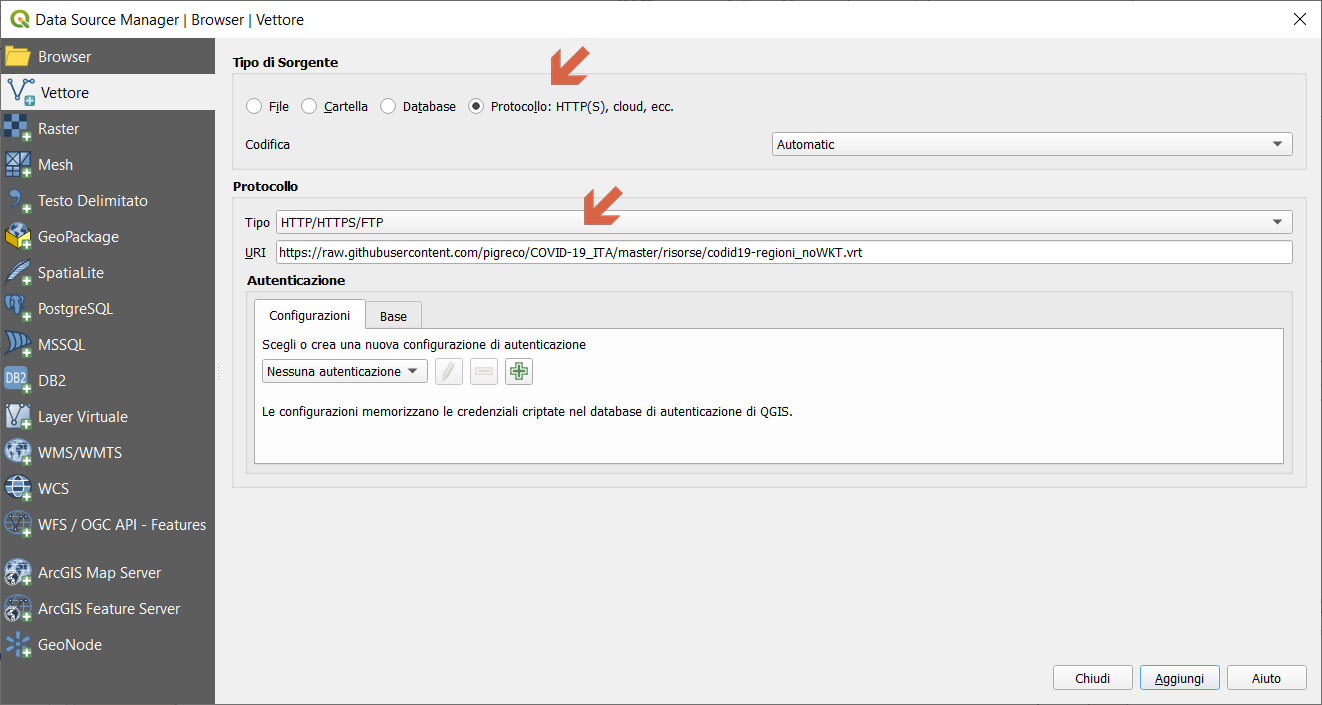 Data Source Manager | Browser | Vettore
Browser
Vettore
Raster
Mesh
Testo Delimitato
GeoPackage
SpatiaLite
PostgreSQL
MSSQL
DB2
DB2
Layer Virtuale
WMS/WMTS
WCS
WFS / OGC API - Features
ArcGIS Map Server
ArcGIS Feature Server
GeoNode
Tipo di Sorgente
File Cartella Database Protocollo: HTTP(S), cloud, ecc.
Codifica Automatic
Protocollo
Tipo HTTP/HTTPS/FTP
URI https://raw.githubusercontent.com/pigreco/COVID-19_ITA/master/risorse/codid19-regioni_noWKT.vrt
Autenticazione
Configurazioni Base
Scegli o crea una nuova configurazione di autenticazione
Nessuna autenticazione
Le configurazioni memorizzano le credenziali criptate nel database di autenticazione di QGIS.
Chiudi Aggiungi Aiuto